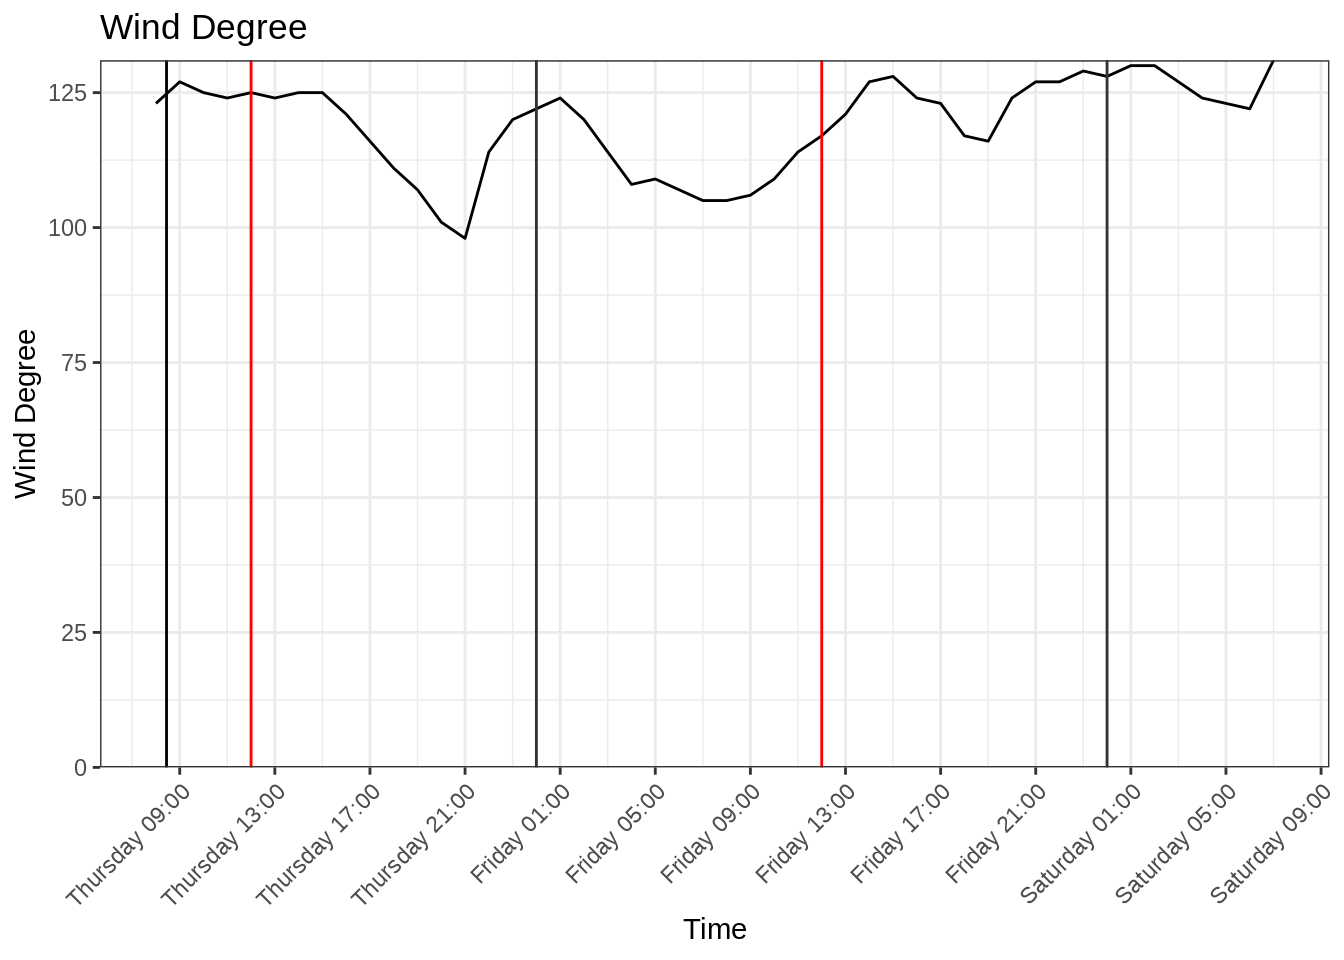 Wind Degree
Wind Degree
125
100
75
50
25
0
Thursday 09:00
Thursday 13:00
Thursday 17:00
Thursday 21:00
Friday 01:00
Friday 05:00
Friday 09:00
Friday 13:00
Friday 17:00
Friday 21:00
Saturday 01:00
Saturday 05:00
Saturday 09:00
Time